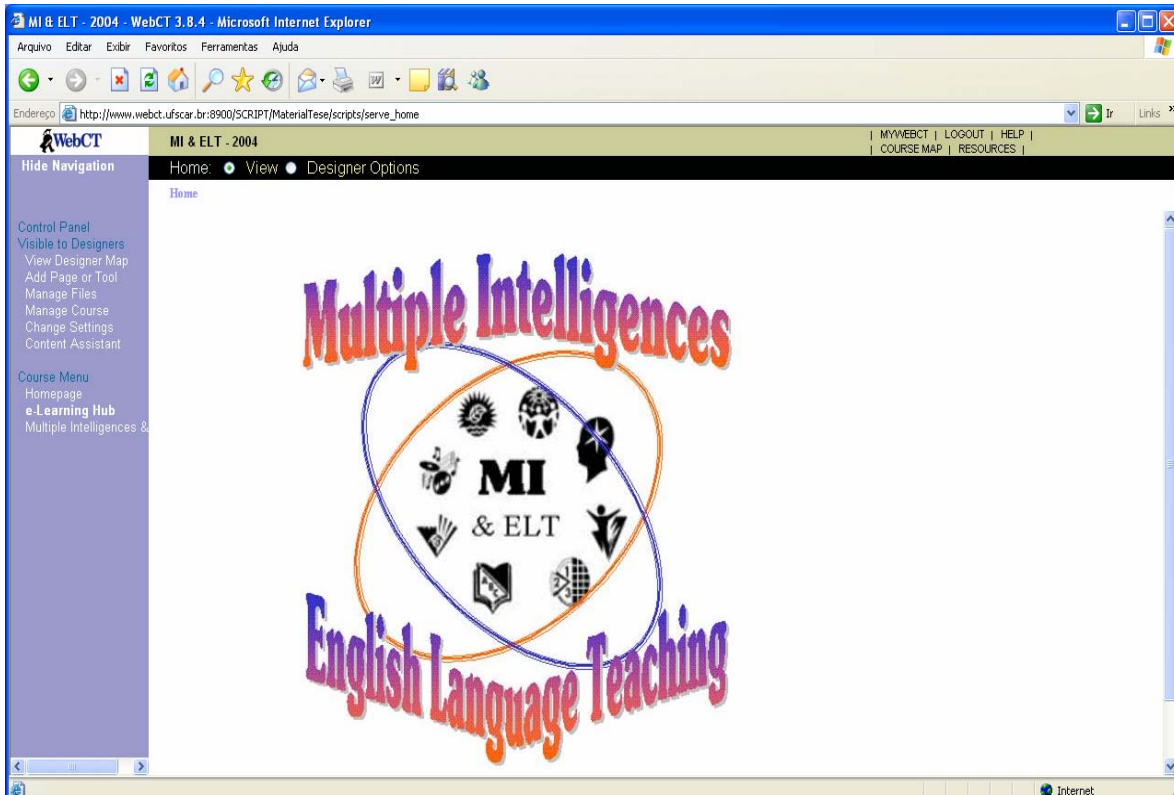 MI & ELT - 2004 - WebCT 3.8.4 - Microsoft Internet Explorer
Arquivo Editar Exibir Favoritos Ferramentas Ajuda
Endereço http://www.webct.ufscar.br:8900/SCRIPT/MaterialTese/scripts/serve_home Ir Links »
WebCT MI & ELT - 2004 | MYWEBCT | LOGOUT | HELP |
| COURSE MAP | RESOURCES |
Hide Navigation Home: View Designer Options
Home
Control Panel
Visible to Designers
View Designer Map
Add Page or Tool
Manage Files
Manage Course
Change Settings
Content Assistant
Course Menu
Homepage
e-Learning Hub
Multiple Intelligences &
Multiple Intelligences
MI
& ELT
ABC
1
2
3
English Language Teaching
Internet